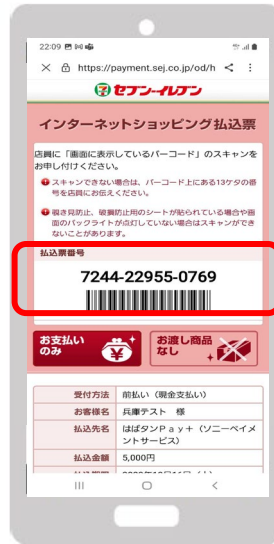 22:09
https://payment.sej.co.jp/od/h
セブン-イレブン
インターネットショッピング払込票
店員に「画面に表示しているバーコード」のスキャンを
お申し付けください。
スキャンできない場合は、バーコード上にある13ケタの番
号を店員にお伝えください。
覗き見防止、破損防止用のシートが貼られている場合や画
面のバックライトが点灯していない場合はスキャンができ
ないことがあります。
払込票番号
7244-22955-0769
お支払い
のみ
お渡し商品
なし
受付方法 前払い（現金支払い）
お客様名 兵庫テスト 様
払込先名 はばタンPay+（ソニーペイメ
ントサービス）
払込金額 5,000円